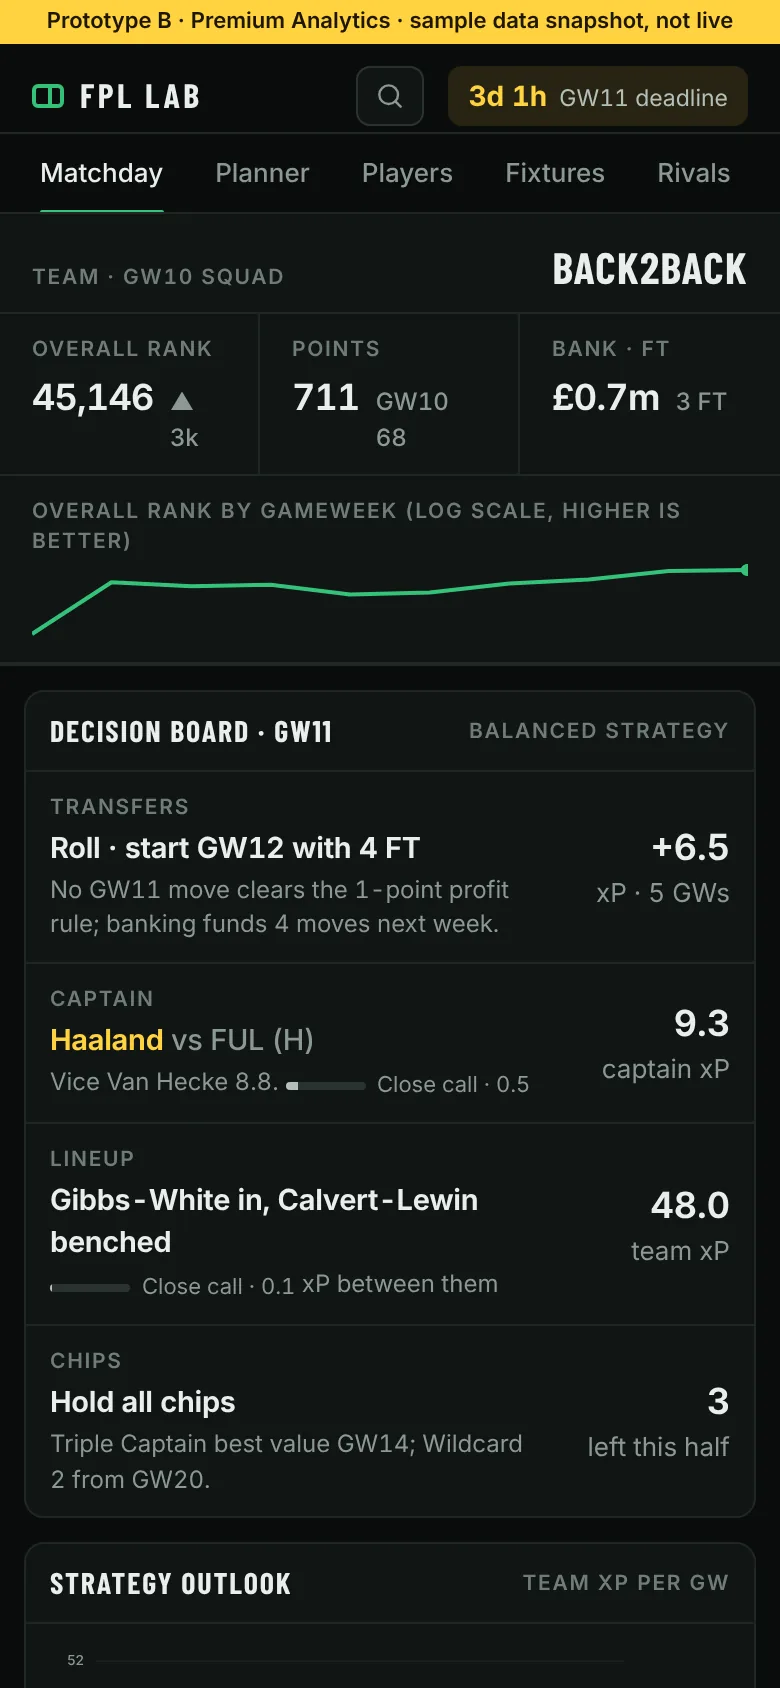 Prototype B · Premium Analytics · sample data snapshot, not live
FPL LAB
3d 1h GW11 deadline
Matchday Planner Players Fixtures Rivals
TEAM · GW10 SQUAD
BACK2BACK
OVERALL RANK
45,146 ▲ 3k
POINTS
711 GW10 68
BANK · FT
£0.7m 3 FT
OVERALL RANK BY GAMEWEEK (LOG SCALE, HIGHER IS
BETTER)
DECISION BOARD · GW11
BALANCED STRATEGY
TRANSFERS
Roll · start GW12 with 4 FT
No GW11 move clears the 1-point profit
rule; banking funds 4 moves next week.
+6.5
xP · 5 GWs
CAPTAIN
Haaland vs FUL (H)
Vice Van Hecke 8.8. Close call · 0.5
9.3
captain xP
LINEUP
Gibbs-White in, Calvert-Lewin
benched
Close call · 0.1 xP between them
48.0
team xP
CHIPS
Hold all chips
Triple Captain best value GW14; Wildcard
2 from GW20.
3
left this half
STRATEGY OUTLOOK
TEAM XP PER GW
52